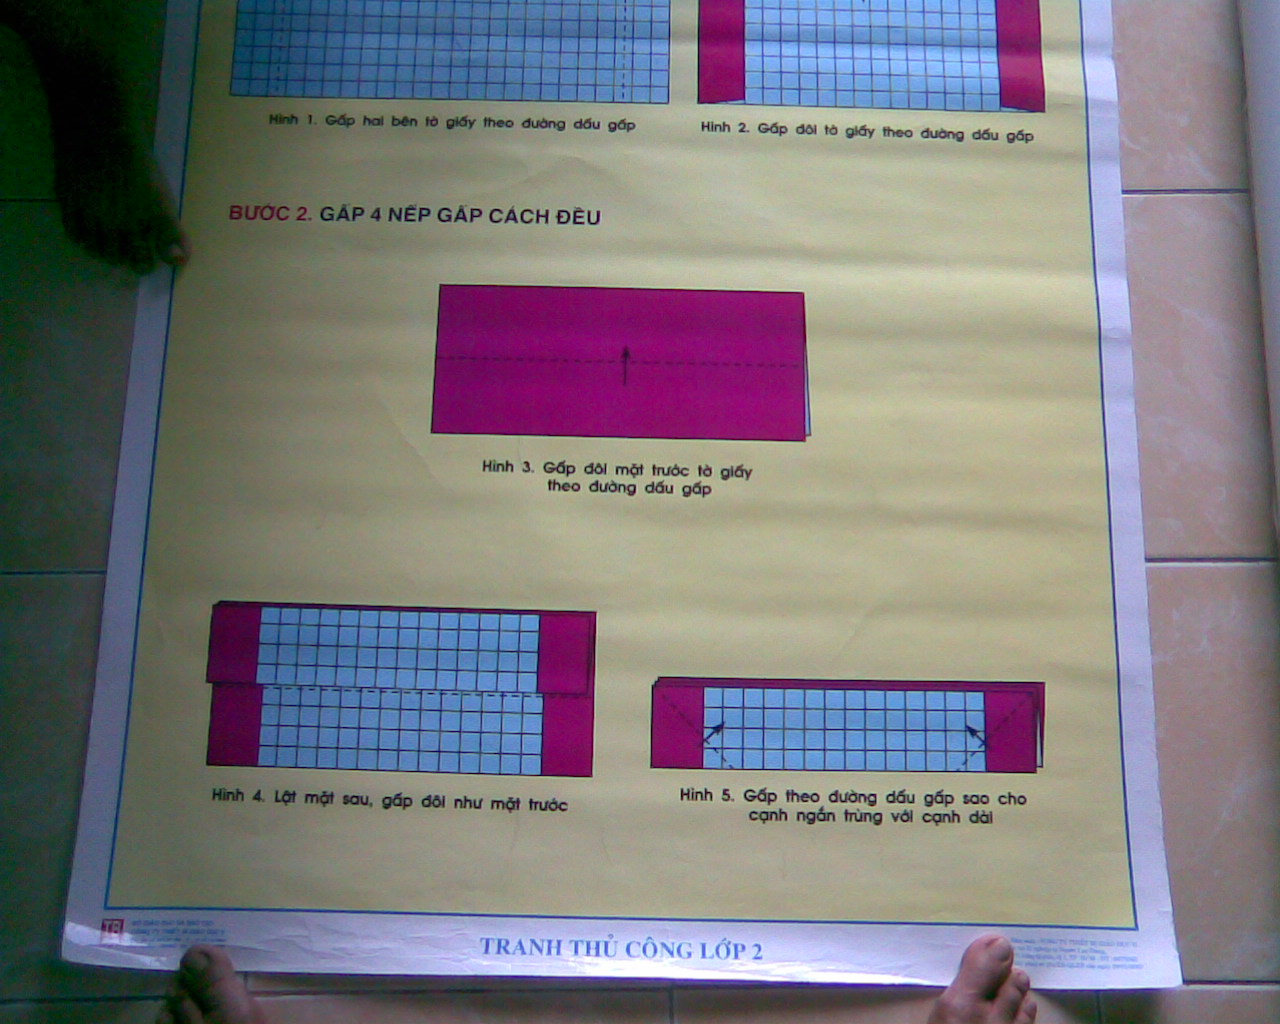 Hình 1. Gấp hai bên tờ giấy theo đường dấu gấp
Hình 2. Gấp đôi tờ giấy theo đường dấu gấp
BƯỚC 2. GẤP 4 NẾP GẤP CÁCH ĐỀU
Hình 3. Gấp đôi mặt trước tờ giấy
theo đường dấu gấp
Hình 4. Lật mặt sau, gấp đôi như mặt trước
Hình 5. Gấp theo đường dấu gấp sao cho
cạnh ngắn trùng với cạnh dài
TRANH THỦ CÔNG LỚP 2